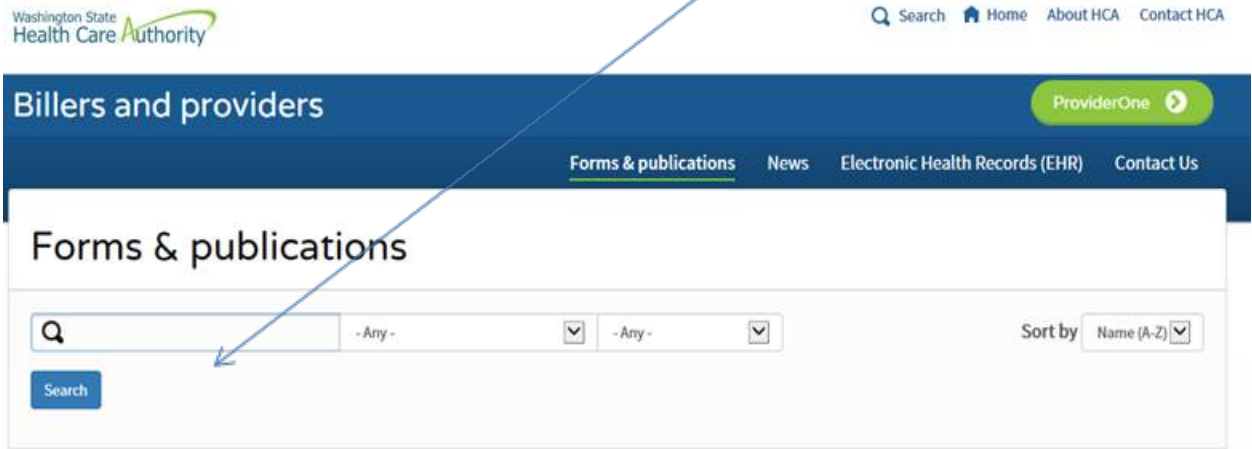 Washington State
Health Care Authority
Search Home About HCA Contact HCA
Billers and providers
ProviderOne
Forms & publications News Electronic Health Records (EHR) Contact Us
Forms & publications
- Any - - Any - Sort by Name (A-Z)
Search